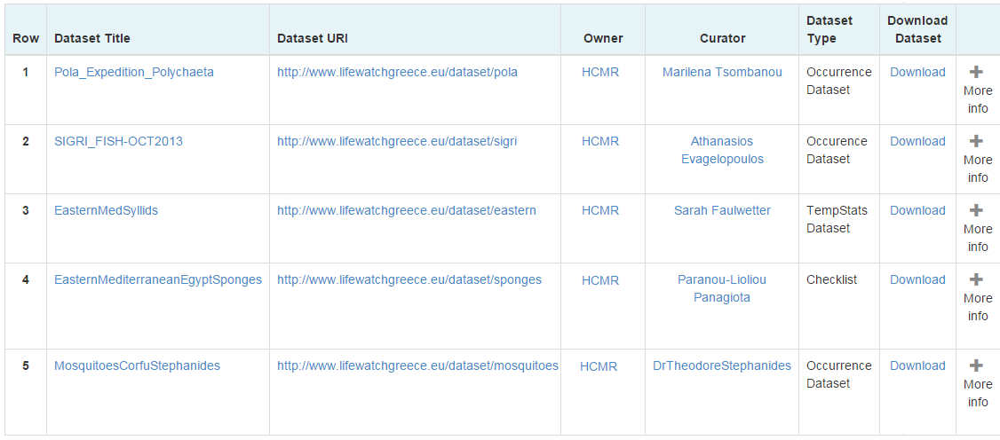 Row Dataset Title Dataset URI Owner Curator Dataset Type Download Dataset
1 Pola_Expedition_Polychaeta http://www.lifewatchgreece.eu/dataset/pola HCMR Marilena Tsombanou Occurrence Dataset Download More info
2 SIGRI_FISH-OCT2013 http://www.lifewatchgreece.eu/dataset/sigri HCMR Athanasios Evagelopoulos Occurence Dataset Download More info
3 EasternMedSyllids http://www.lifewatchgreece.eu/dataset/eastern HCMR Sarah Faulwetter TempStats Dataset Download More info
4 EasternMediterraneanEgyptSponges http://www.lifewatchgreece.eu/dataset/sponges HCMR Paranou-Lioliou Panagiota Checklist Download More info
5 MosquitoesCorfuStephanides http://www.lifewatchgreece.eu/dataset/mosquitoes HCMR DrTheodoreStephanides Occurrence Dataset Download More info